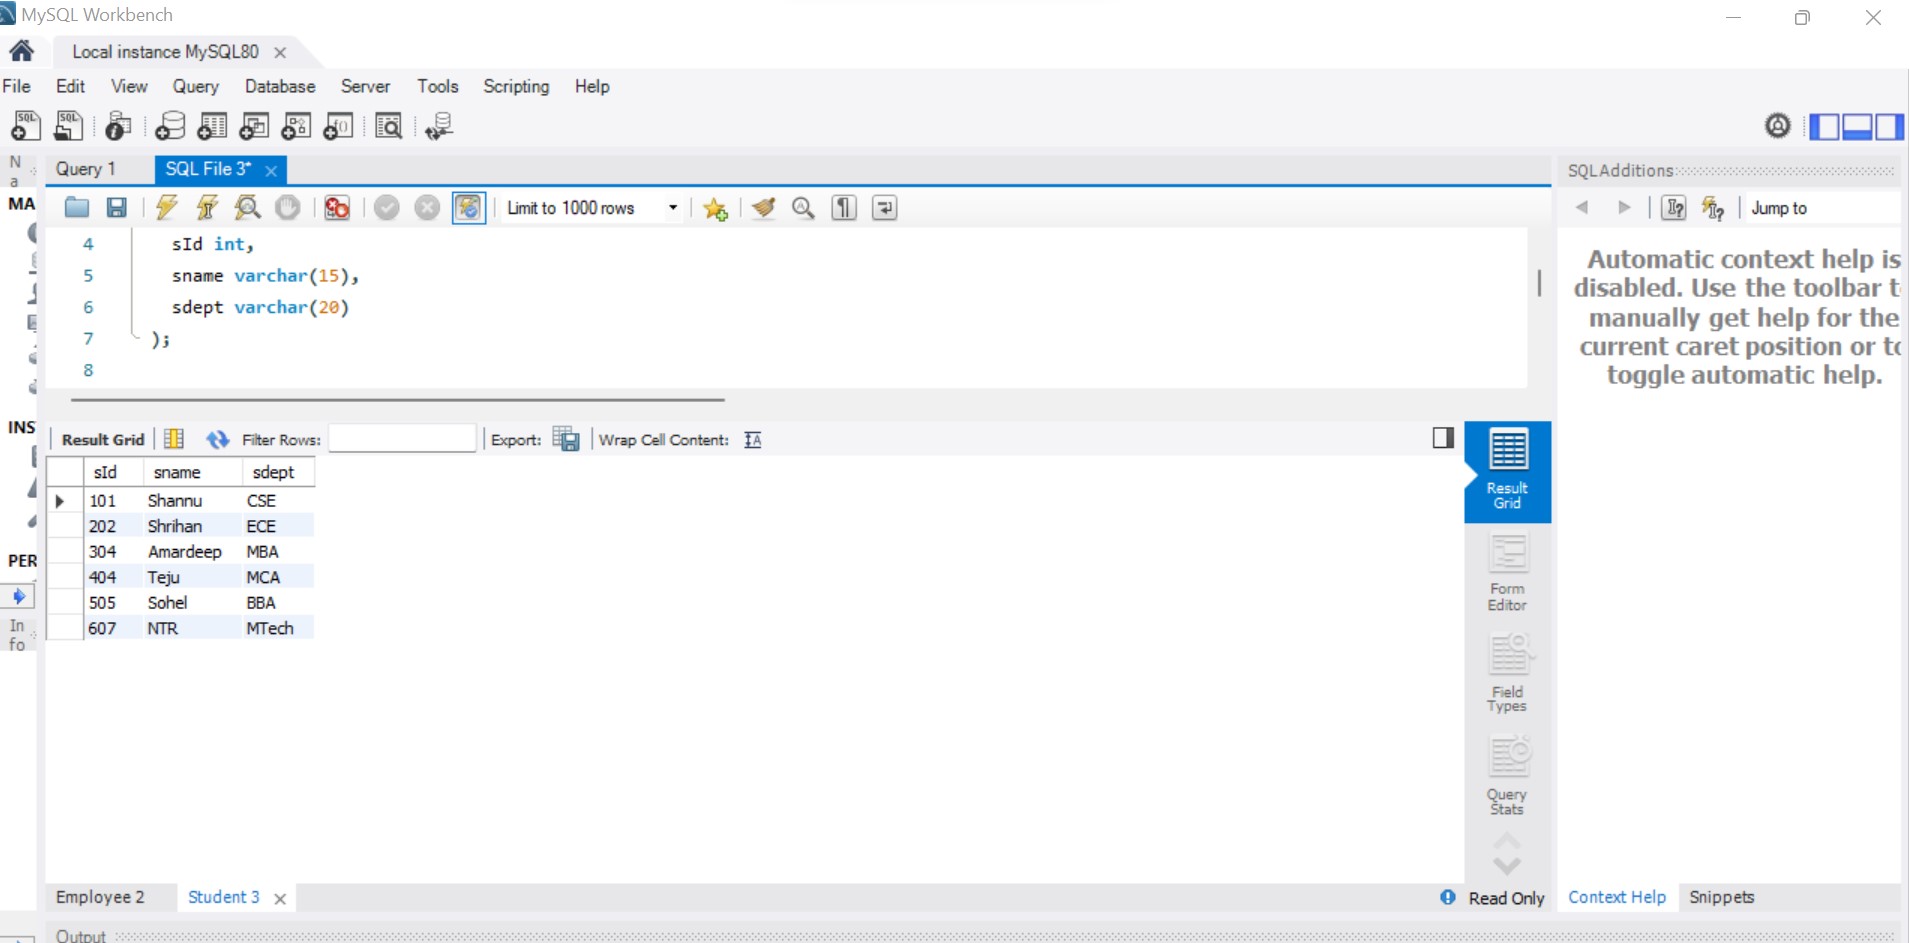 MySQL Workbench
Local instance MySQL80
File Edit View Query Database Server Tools Scripting Help
N
a
MA
INS
PER
In
fo
Query 1 SQL File 3*
Limit to 1000 rows
4 sId int,
5 sname varchar(15),
6 sdept varchar(20)
7 );
8
Result Grid Filter Rows: Export: Wrap Cell Content:
sId sname sdept
101 Shannu CSE
202 Shrihan ECE
304 Amardeep MBA
404 Teju MCA
505 Sohel BBA
607 NTR MTech
Result
Grid
Form
Editor
Field
Types
Query
Stats
Employee 2 Student 3
Read Only
Output
SQLAdditions
Jump to
Automatic context help is
disabled. Use the toolbar t
manually get help for the
current caret position or to
toggle automatic help.
Context Help Snippets